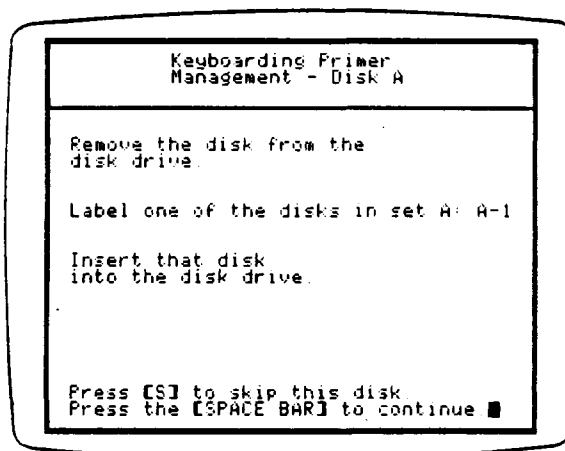 Keyboarding Primer
Management - Disk A
Remove the disk from the
disk drive.
Label one of the disks in set A: A-1
Insert that disk
into the disk drive.
Press [S] to skip this disk.
Press the [SPACE BAR] to continue.